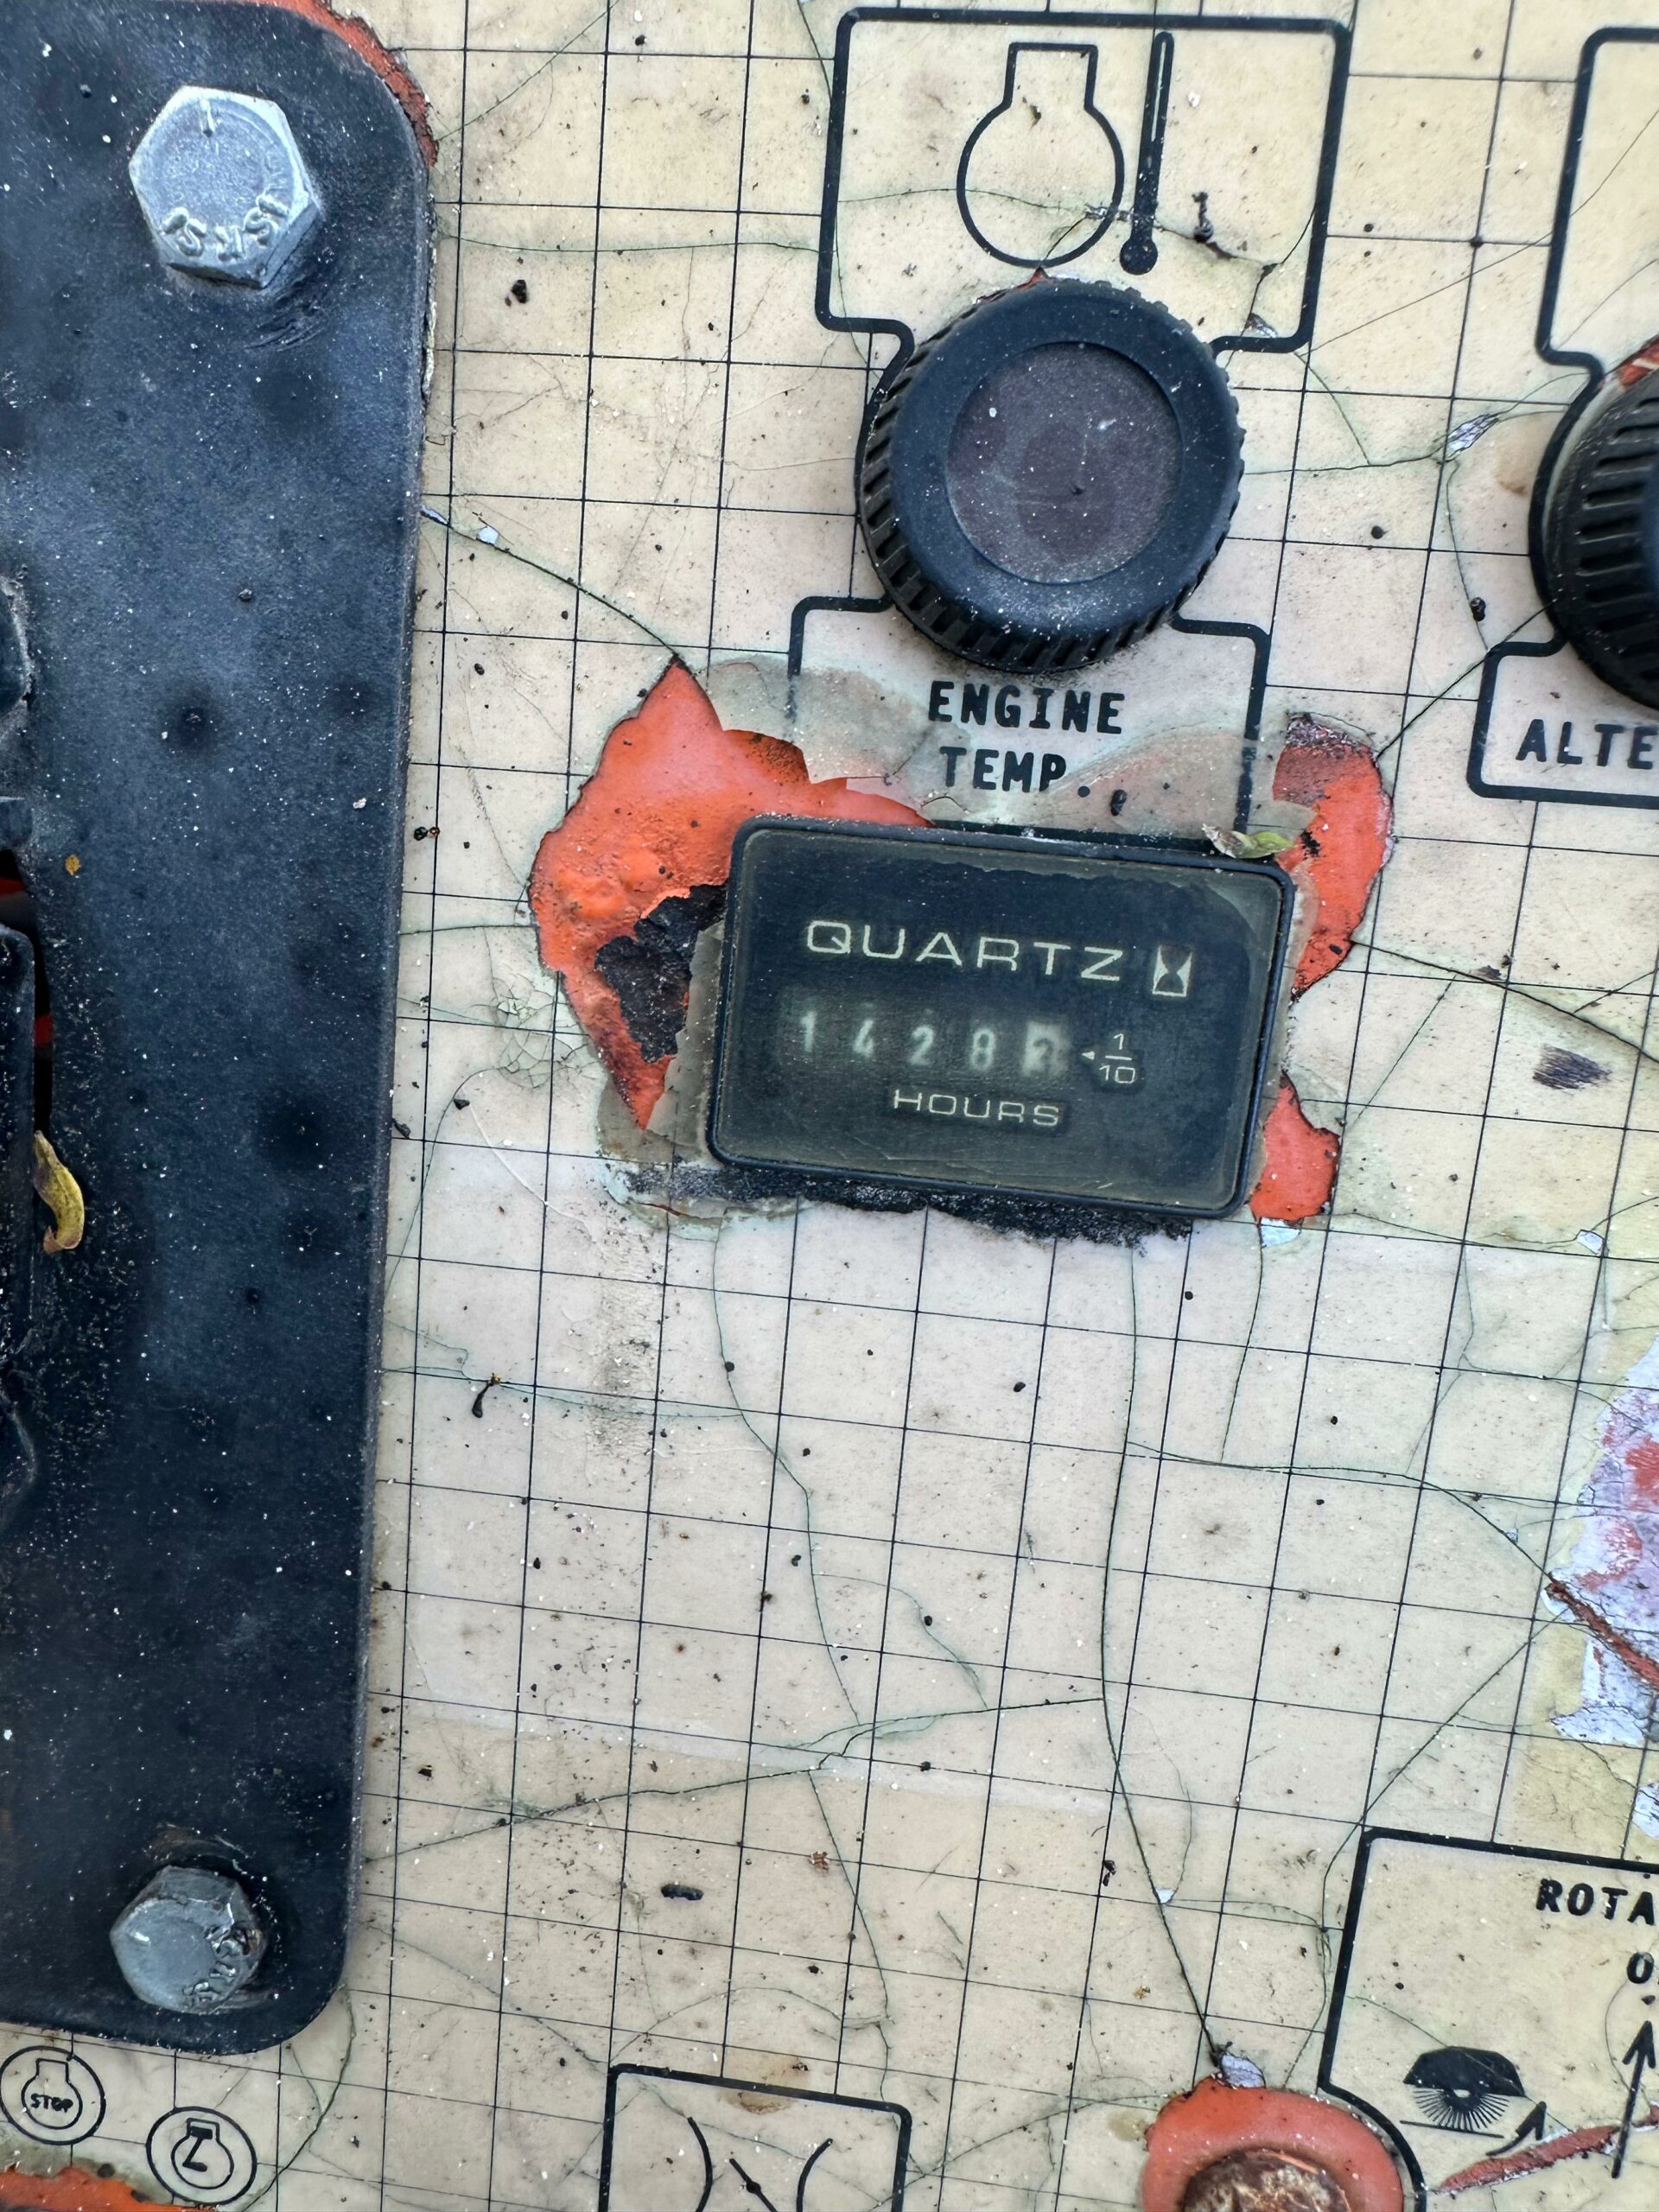 ENGINE
TEMP.
ALTE
QUARTZ
1428
1/10
HOURS
ROTA
STOP